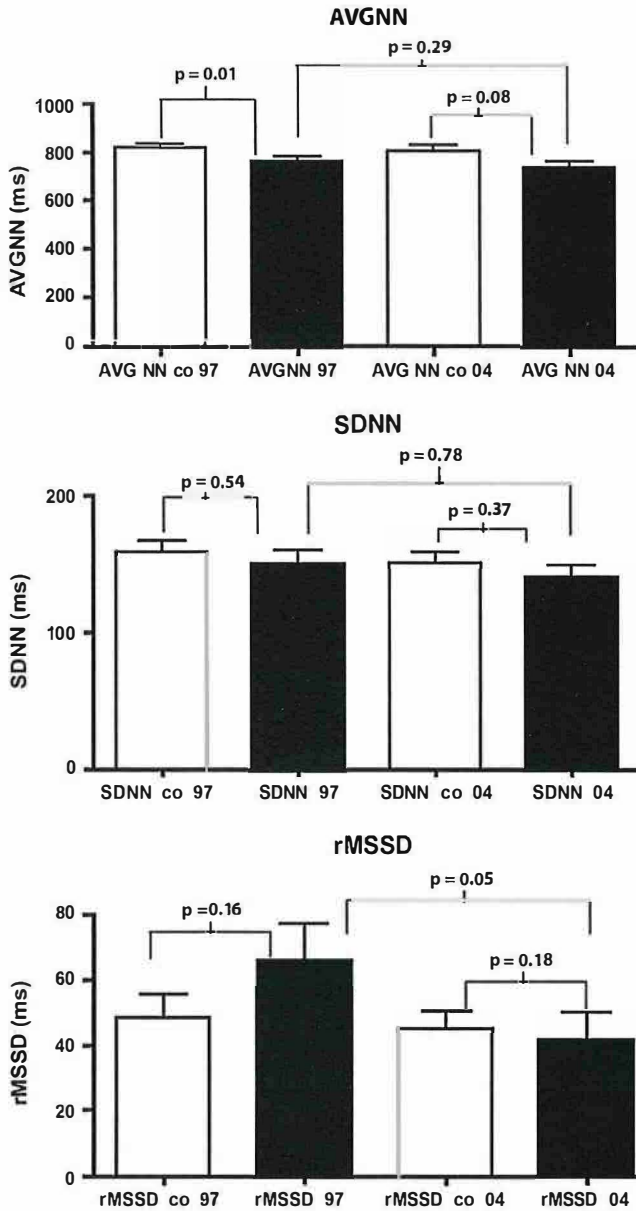 AVGNN
p = 0.29
p = 0.01
p = 0.08
AVGNN (ms)
1000
800
600
400
200
0
AVG NN co 97
AVGNN 97
AVG NN co 04
AVG NN 04
SDNN
p = 0.78
p = 0.54
p = 0.37
SDNN (ms)
200
100
0
SDNN co 97
SDNN 97
SDNN co 04
SDNN 04
rMSSD
p = 0.05
p =0.16
p = 0.18
rMSSD (ms)
80
60
40
20
0
rMSSD co 97
rMSSD 97
rMSSD co 04
rMSSD 04